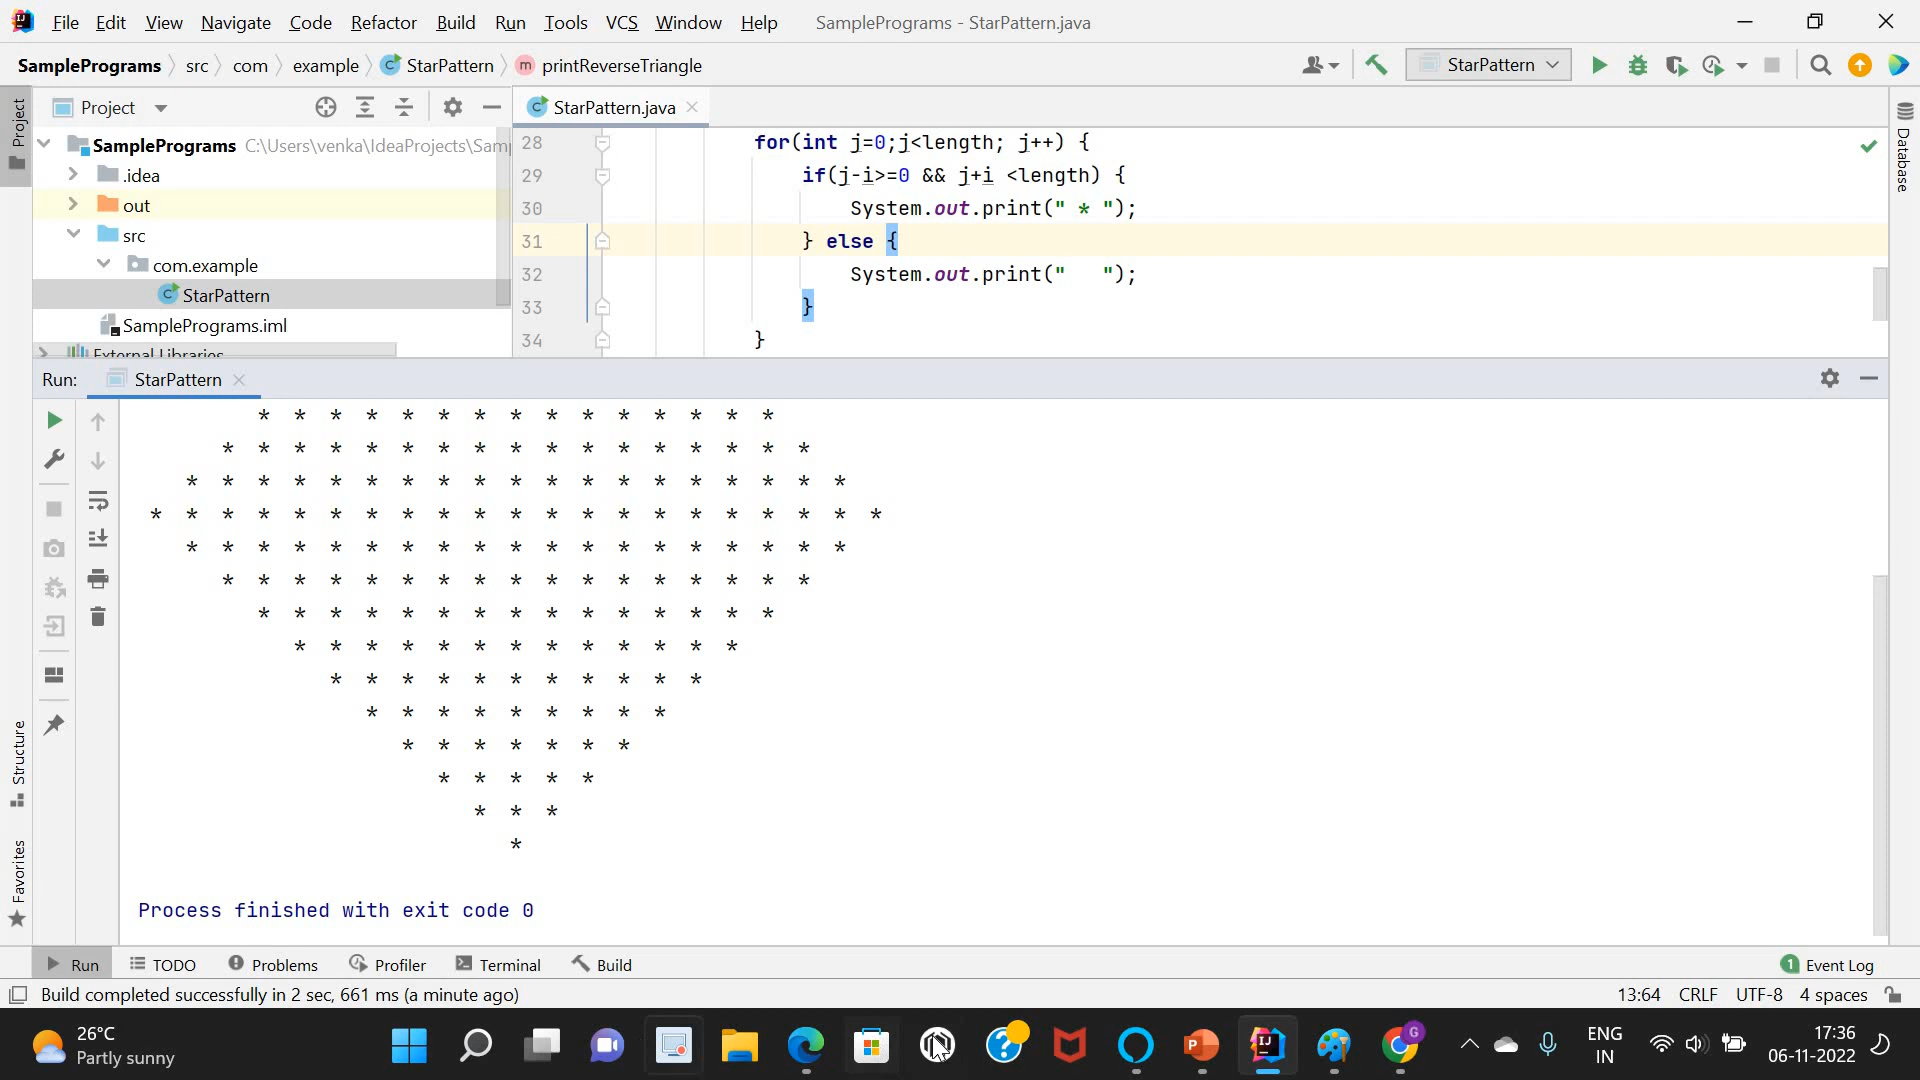 File Edit View Navigate Code Refactor Build Run Tools VCS Window Help SamplePrograms - StarPattern.java
SamplePrograms src com example StarPattern m printReverseTriangle StarPattern
Project StarPattern.java
SamplePrograms C:\Users\venka\IdeaProjects\Sam
.idea
out
src
com.example
StarPattern
SamplePrograms.iml
External Libraries
28 for(int j=0;j<length; j++) {
29 if(j-i>=0 && j+i <length) {
30 System.out.print(" * ");
31 } else {
32 System.out.print("   ");
33 }
34 }
Project
Structure
Favorites
Database
Run: StarPattern
* * * * * * * * * * * * * * *
* * * * * * * * * * * * * * * * *
* * * * * * * * * * * * * * * * * * *
* * * * * * * * * * * * * * * * * * * * *
* * * * * * * * * * * * * * * * * * *
* * * * * * * * * * * * * * * * *
* * * * * * * * * * * * * * *
* * * * * * * * * * * * *
* * * * * * * * * * *
* * * * * * * * *
* * * * * * *
* * * * *
* * *
*
Process finished with exit code 0
Run TODO Problems Profiler Terminal Build 1 Event Log
Build completed successfully in 2 sec, 661 ms (a minute ago) 13:64 CRLF UTF-8 4 spaces
26°C
Partly sunny
ENG
IN
17:36
06-11-2022